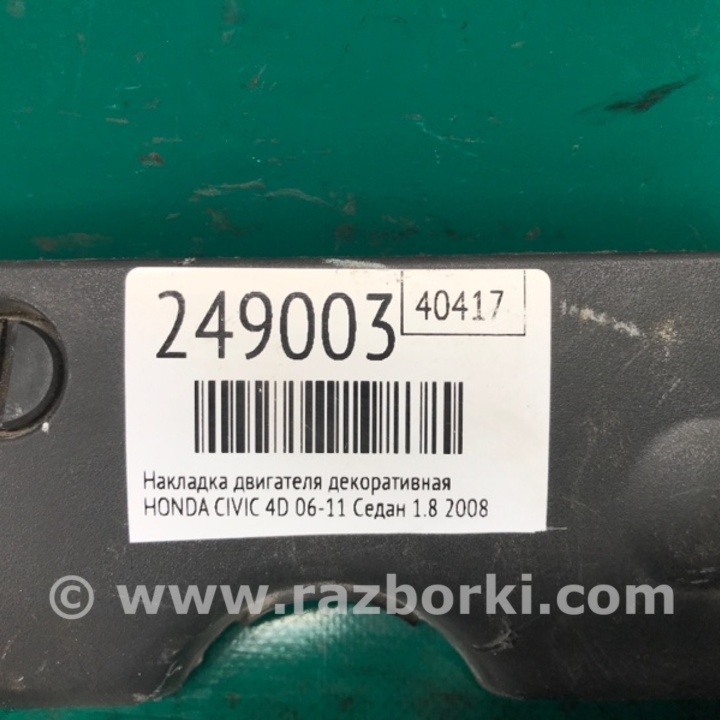 249003
40417
Накладка двигателя декоративная
HONDA CIVIC 4D 06-11 Седан 1.8 2008
© www.razborki.com